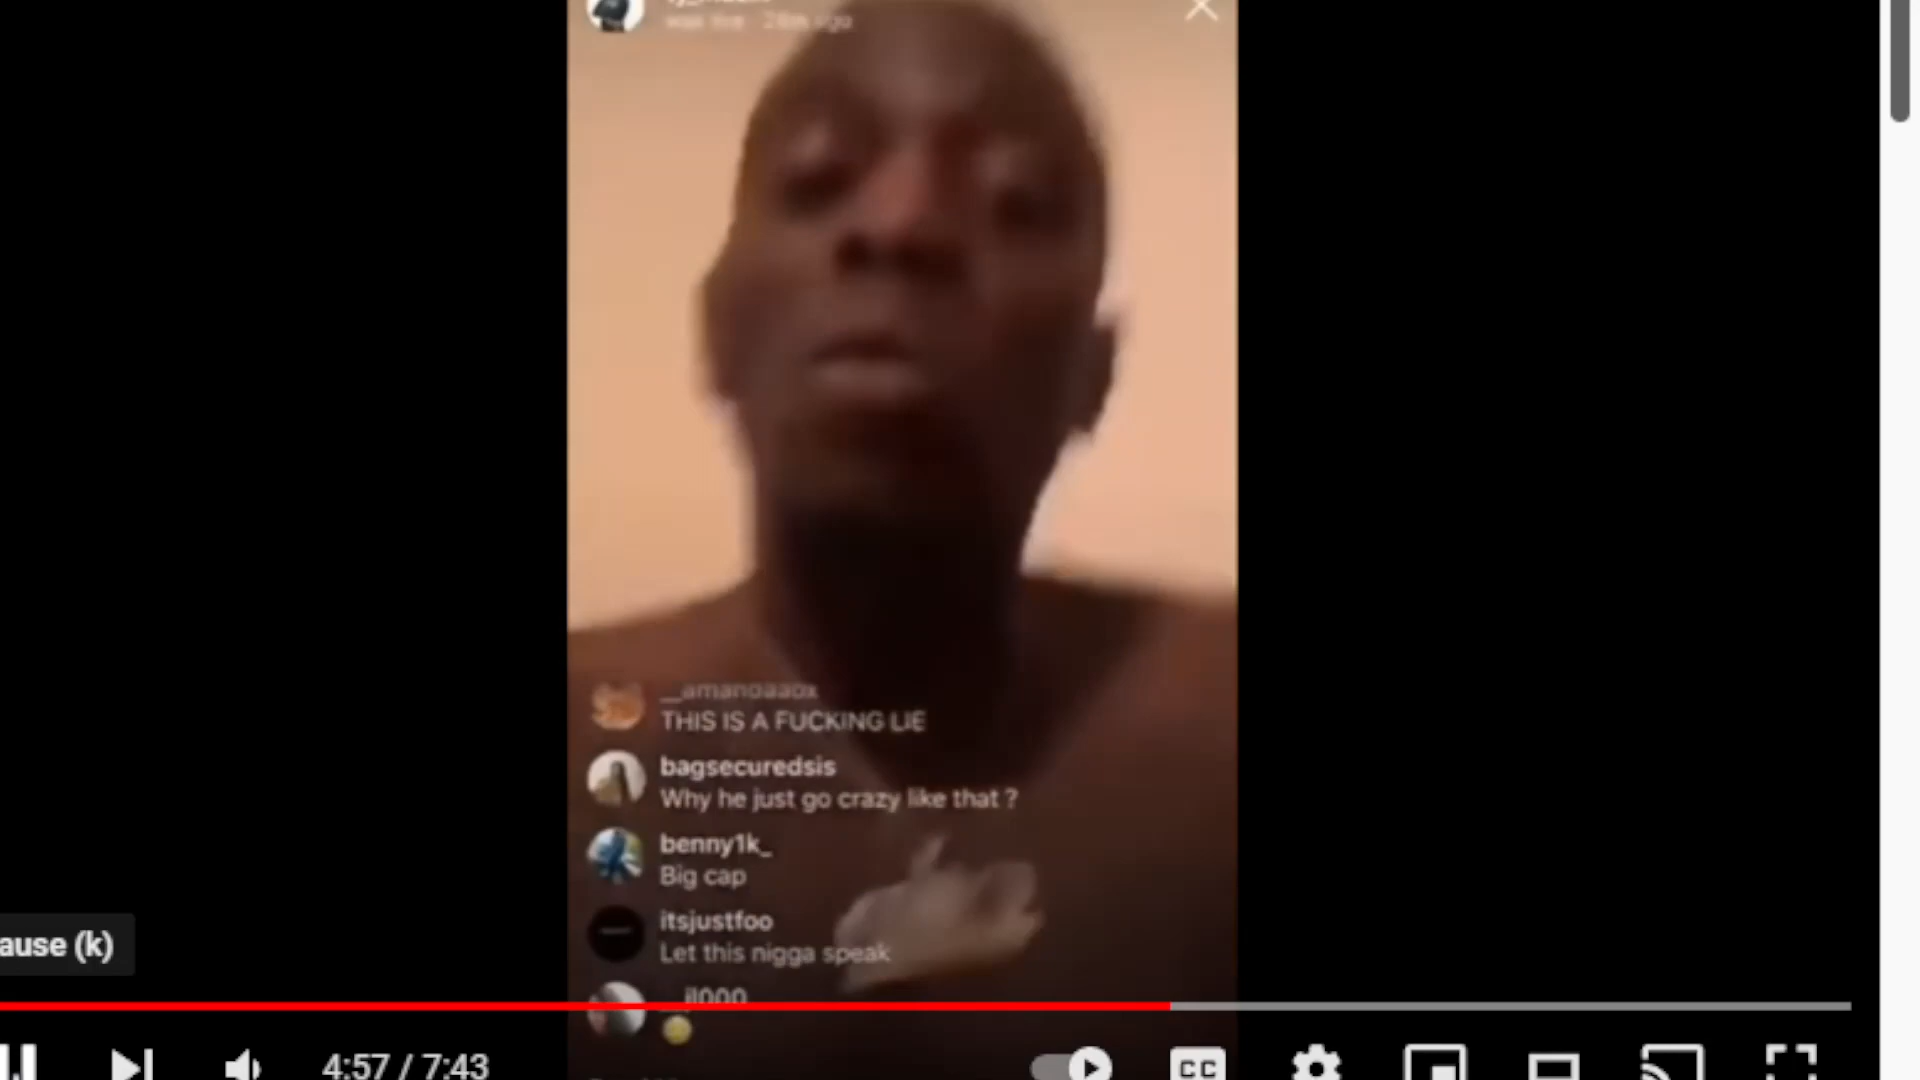 THIS IS A FUCKING LIE
bagsecuredsis
Why he just go crazy like that ?
benny1k_
Big cap
itsjustfoo
Let this nigga speak
ause (k)
4:57 / 7:43
CC